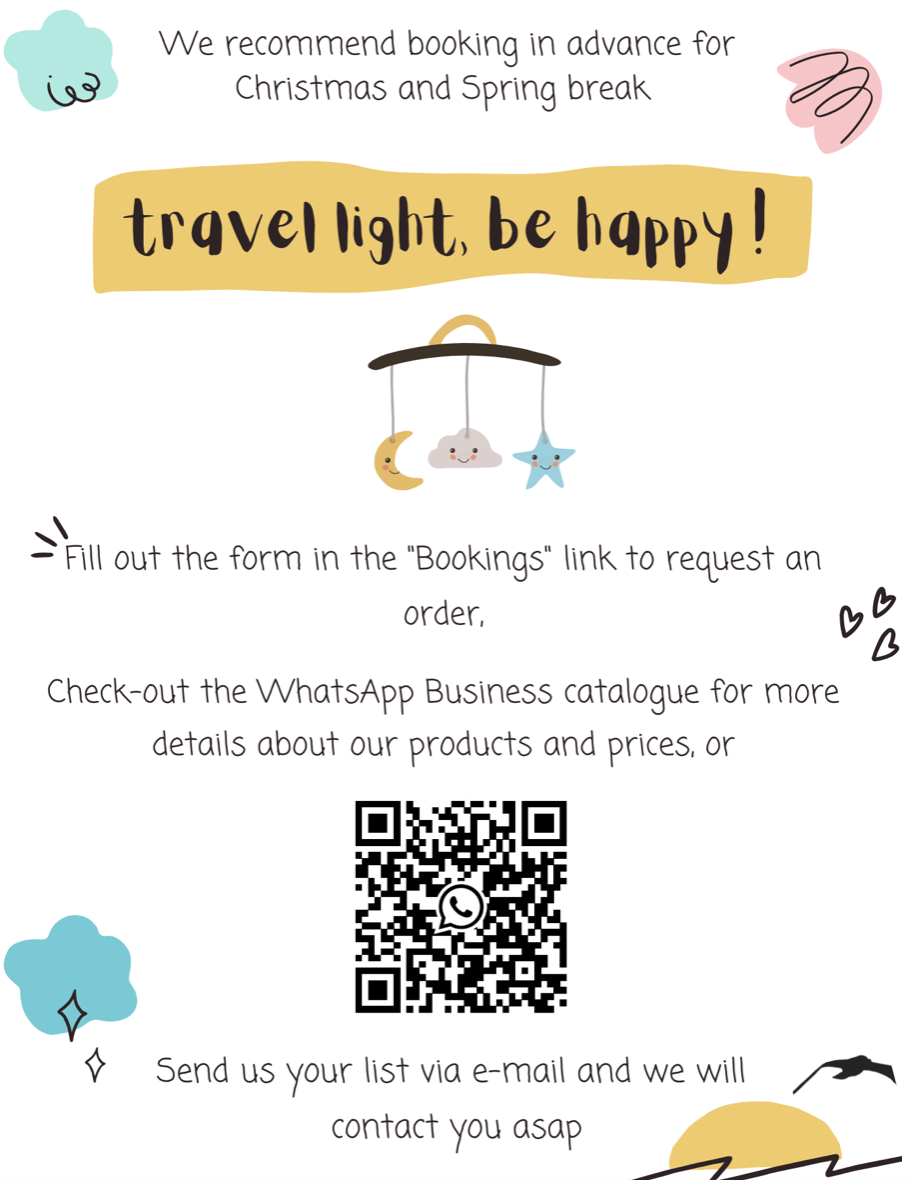 We recommend booking in advance for
Christmas and Spring break
travel light, be happy!
Fill out the form in the "Bookings" link to request an
order,
Check-out the WhatsApp Business catalogue for more
details about our products and prices, or
Send us your list via e-mail and we will
contact you asap